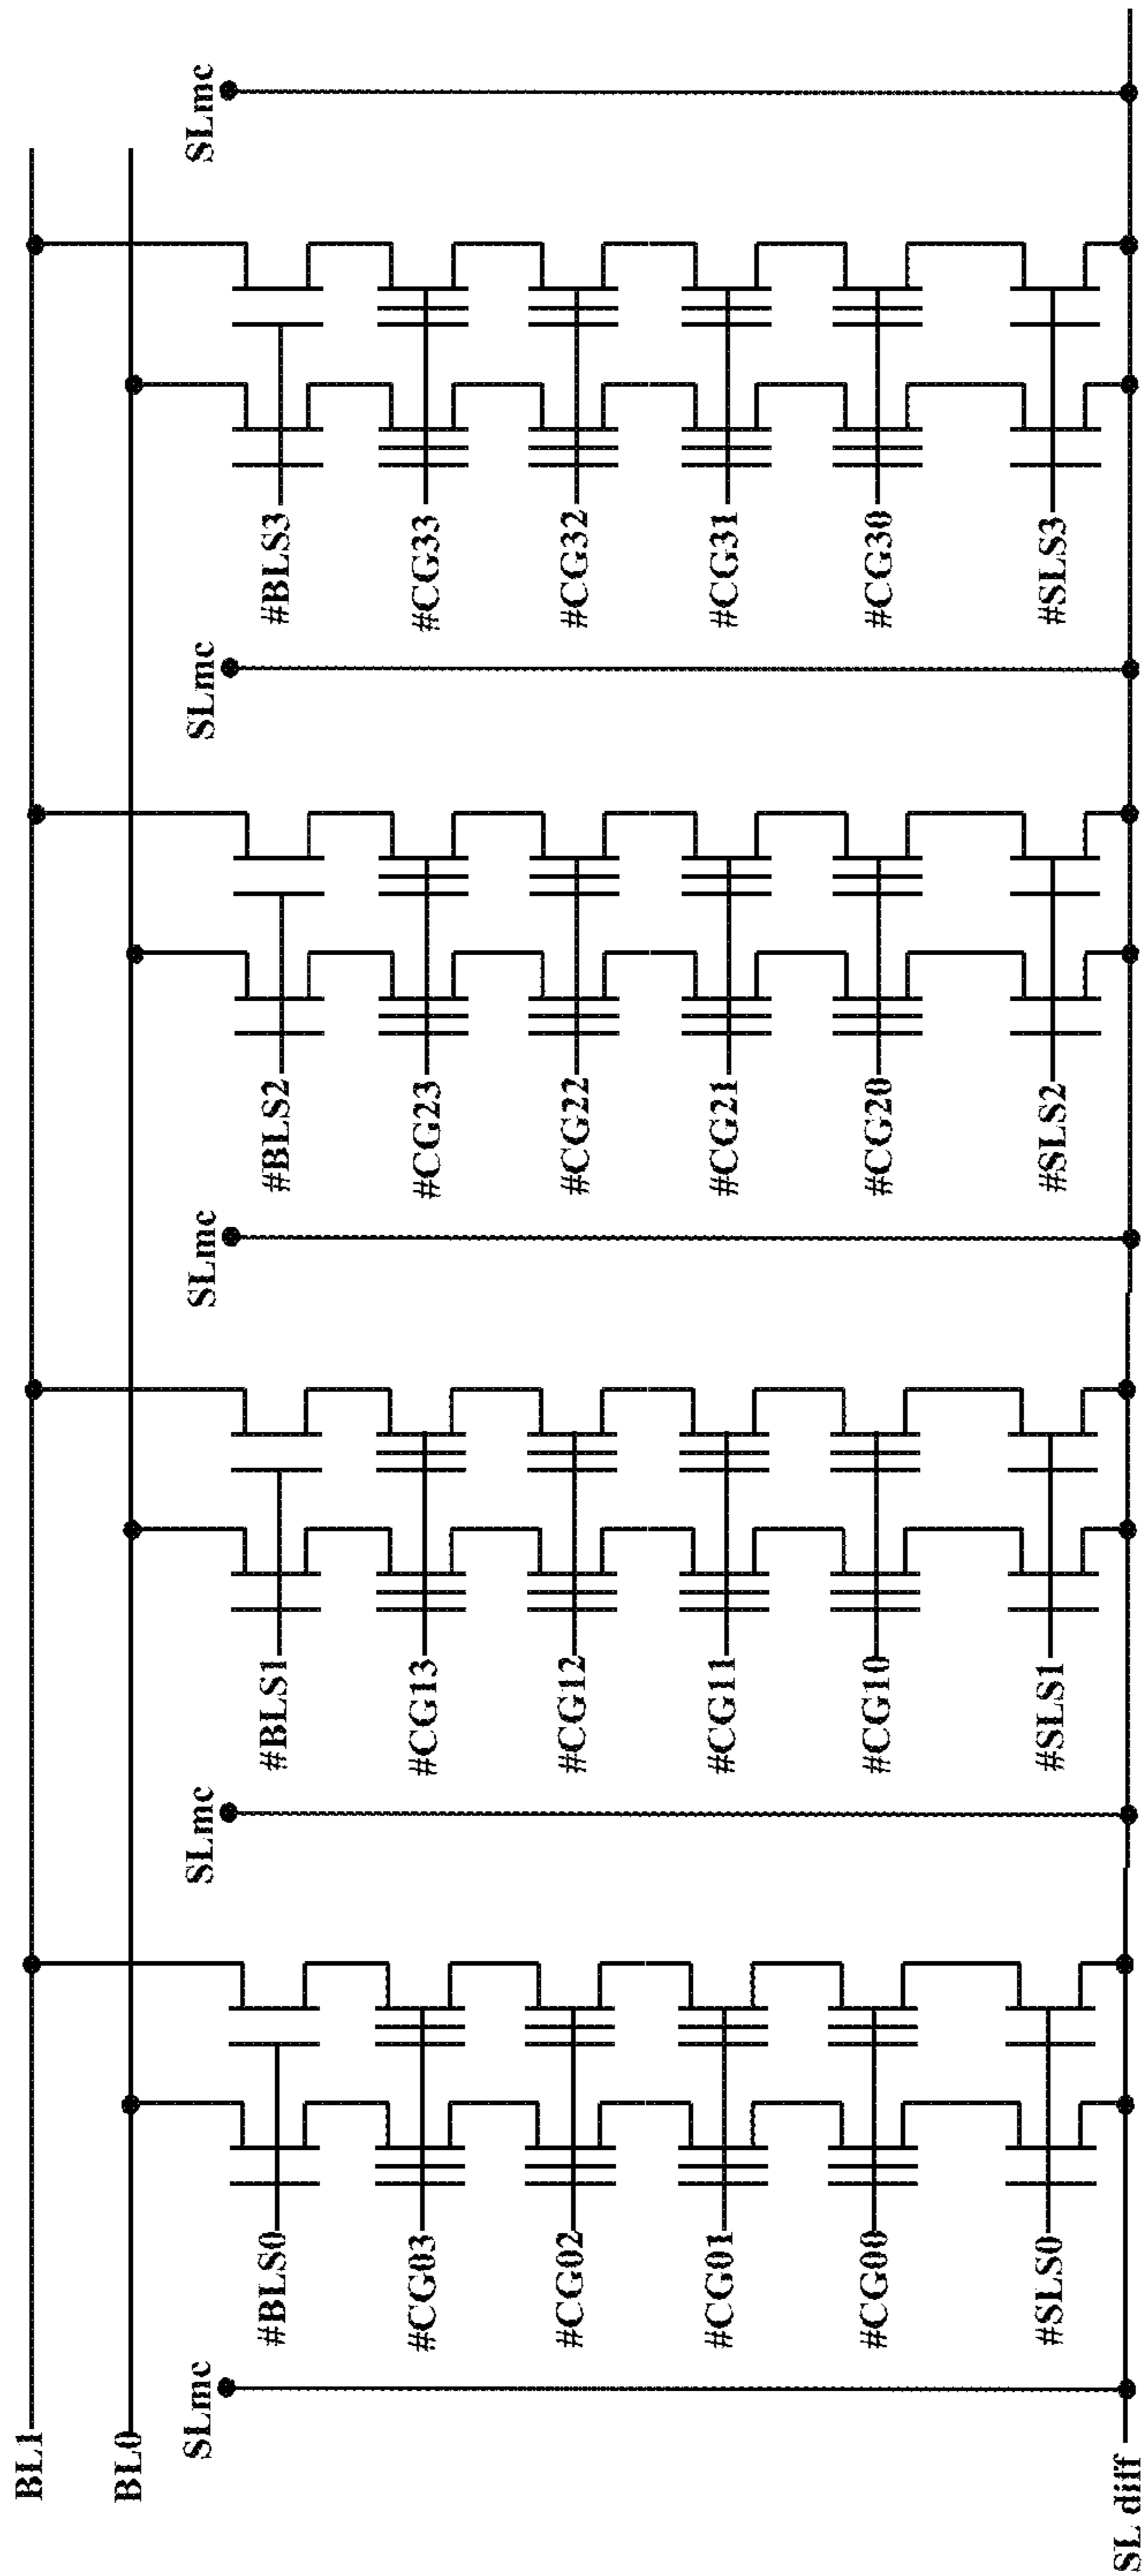 BL1
BL0
SLmc
#BLS0
#CG03
#CG02
#CG01
#CG00
#SLS0
SLmc
#BLS1
#CG13
#CG12
#CG11
#CG10
#SLS1
SLmc
#BLS2
#CG23
#CG22
#CG21
#CG20
#SLS2
SLmc
#BLS3
#CG33
#CG32
#CG31
#CG30
#SLS3
SLmc
SL diff